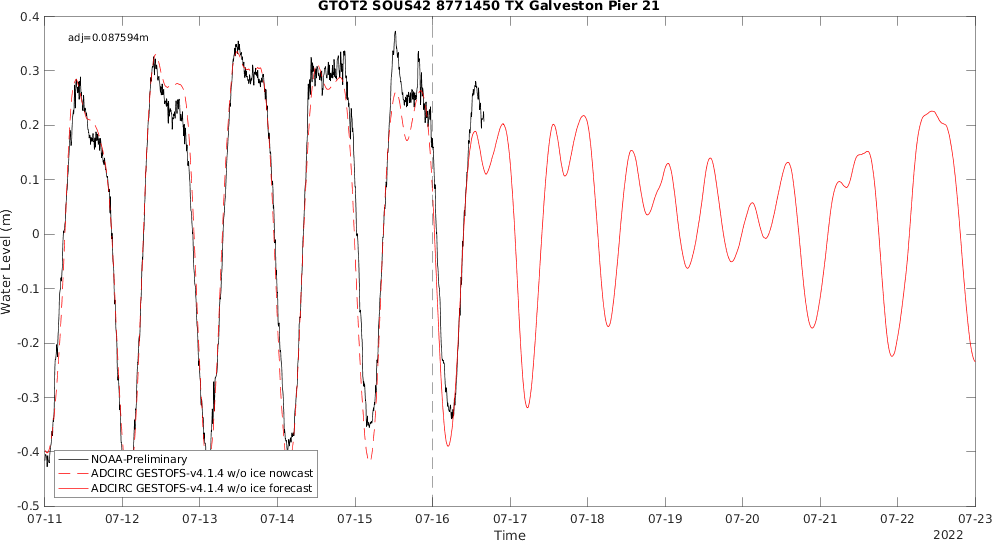 GTOT2 SOUS42 8771450 TX Galveston Pier 21
adj=0.087594m
0.4
0.3
0.2
0.1
0
-0.1
-0.2
-0.3
-0.4
-0.5
Water Level (m)
NOAA-Preliminary
ADCIRC GESTOFS-v4.1.4 w/o ice nowcast
ADCIRC GESTOFS-v4.1.4 w/o ice forecast
07-11 07-12 07-13 07-14 07-15 07-16 07-17 07-18 07-19 07-20 07-21 07-22 07-23
Time
2022